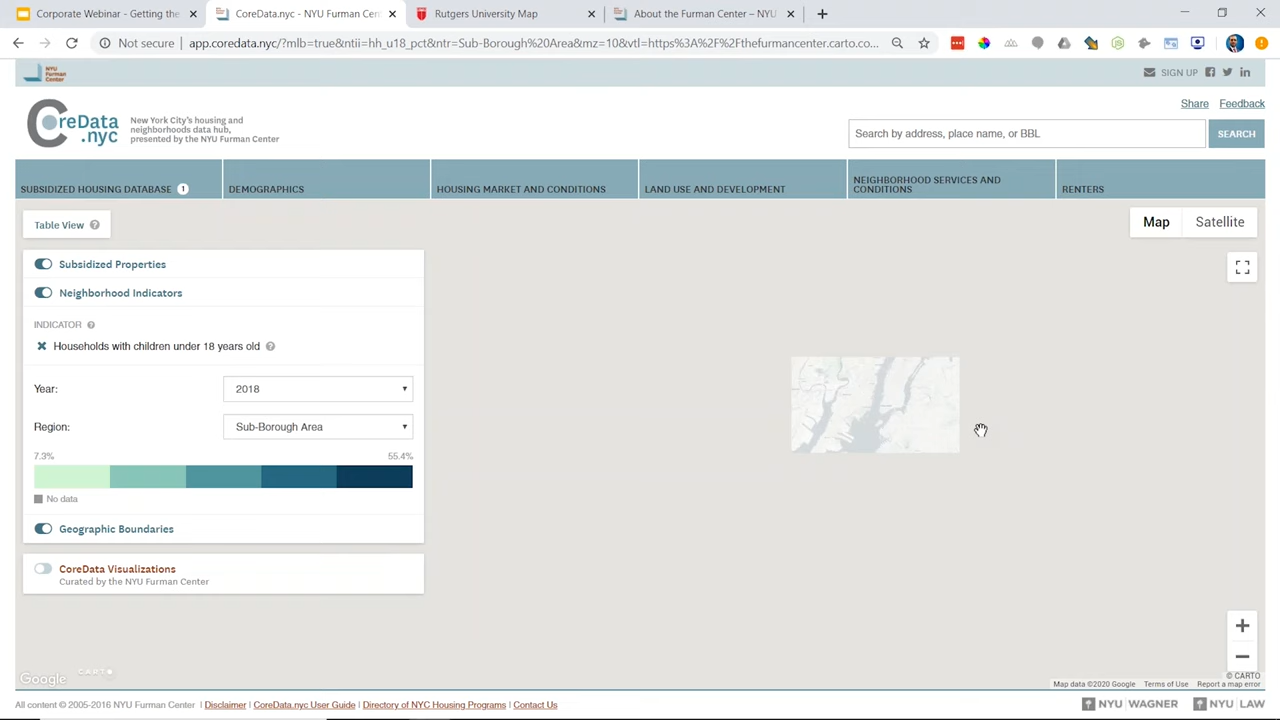 Corporate Webinar - Getting the
CoreData.nyc - NYU Furman Cen
Rutgers University Map
About the Furman Center – NYU
Not secure
app.coredata.nyc/?mlb=true&ntii=hh_u18_pct&ntr=Sub-Borough%20Area&mz=10&vtl=https%3A%2F%2Fthefurmancenter.carto.co...
NYU
Furman
Center
SIGN UP
CoreData
.nyc
New York City's housing and
neighborhoods data hub,
presented by the NYU Furman Center
Share
Feedback
Search by address, place name, or BBL
SEARCH
SUBSIDIZED HOUSING DATABASE 1
DEMOGRAPHICS
HOUSING MARKET AND CONDITIONS
LAND USE AND DEVELOPMENT
NEIGHBORHOOD SERVICES AND
CONDITIONS
RENTERS
Table View ?
Map
Satellite
Subsidized Properties
Neighborhood Indicators
INDICATOR ?
Households with children under 18 years old ?
Year:
2018
Region:
Sub-Borough Area
7.3%
55.4%
No data
Geographic Boundaries
CoreData Visualizations
Curated by the NYU Furman Center
Google
CARTO
© CARTO
Map data ©2020 Google
Terms of Use
Report a map error
All content © 2005-2016 NYU Furman Center | Disclaimer | CoreData.nyc User Guide | Directory of NYC Housing Programs | Contact Us
NYU WAGNER
NYU LAW